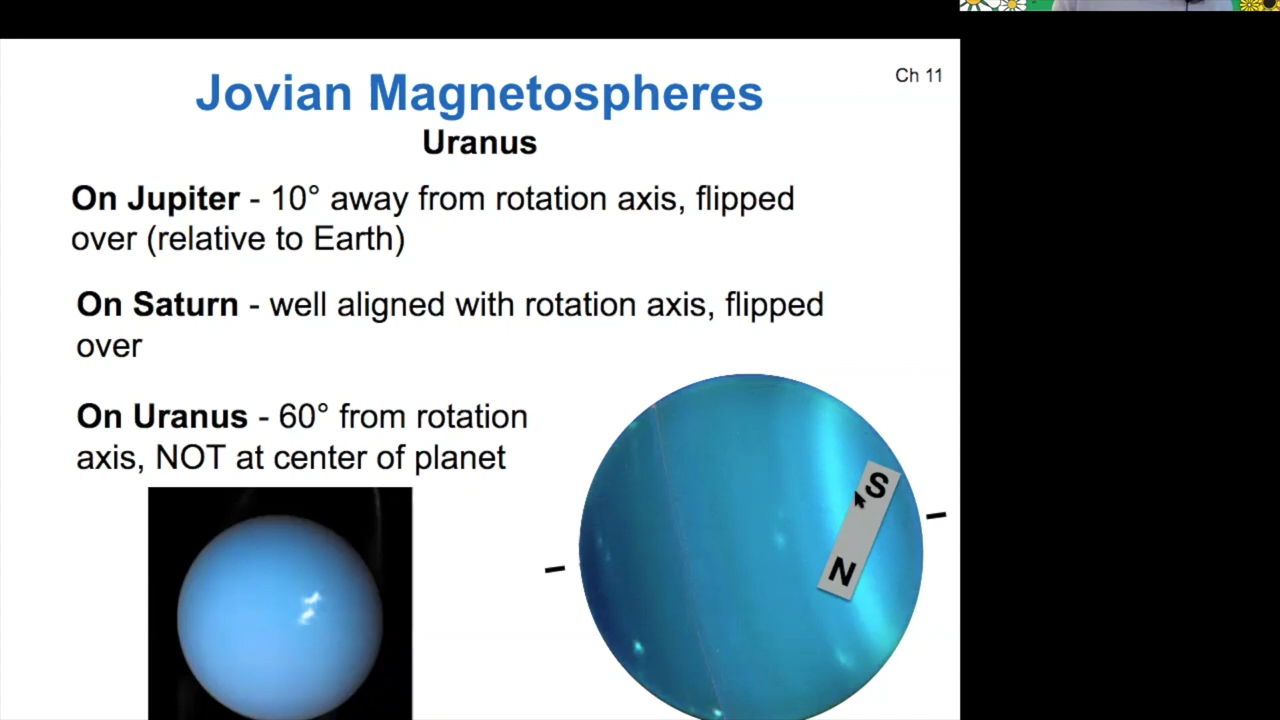 Ch 11
Jovian Magnetospheres
Uranus
On Jupiter - 10° away from rotation axis, flipped
over (relative to Earth)
On Saturn - well aligned with rotation axis, flipped
over
On Uranus - 60° from rotation
axis, NOT at center of planet
S
N